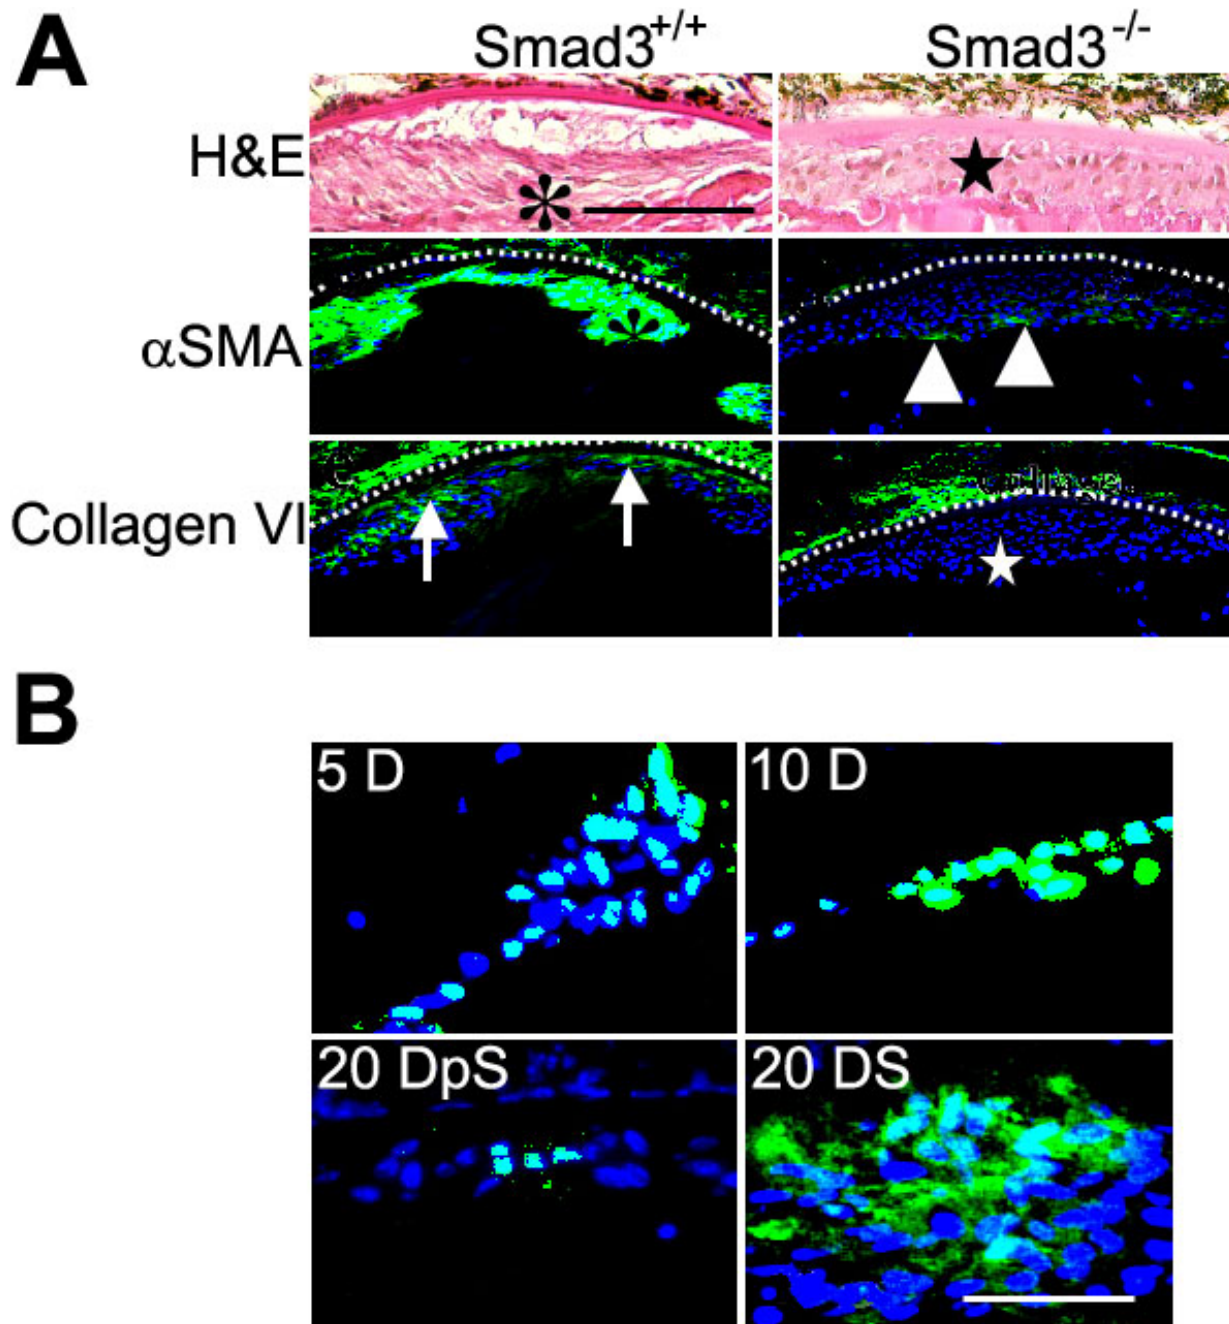 A
Smad3+/+ Smad3-/-
H&E
αSMA
Collagen VI
B
5 D 10 D
20 DpS 20 DS